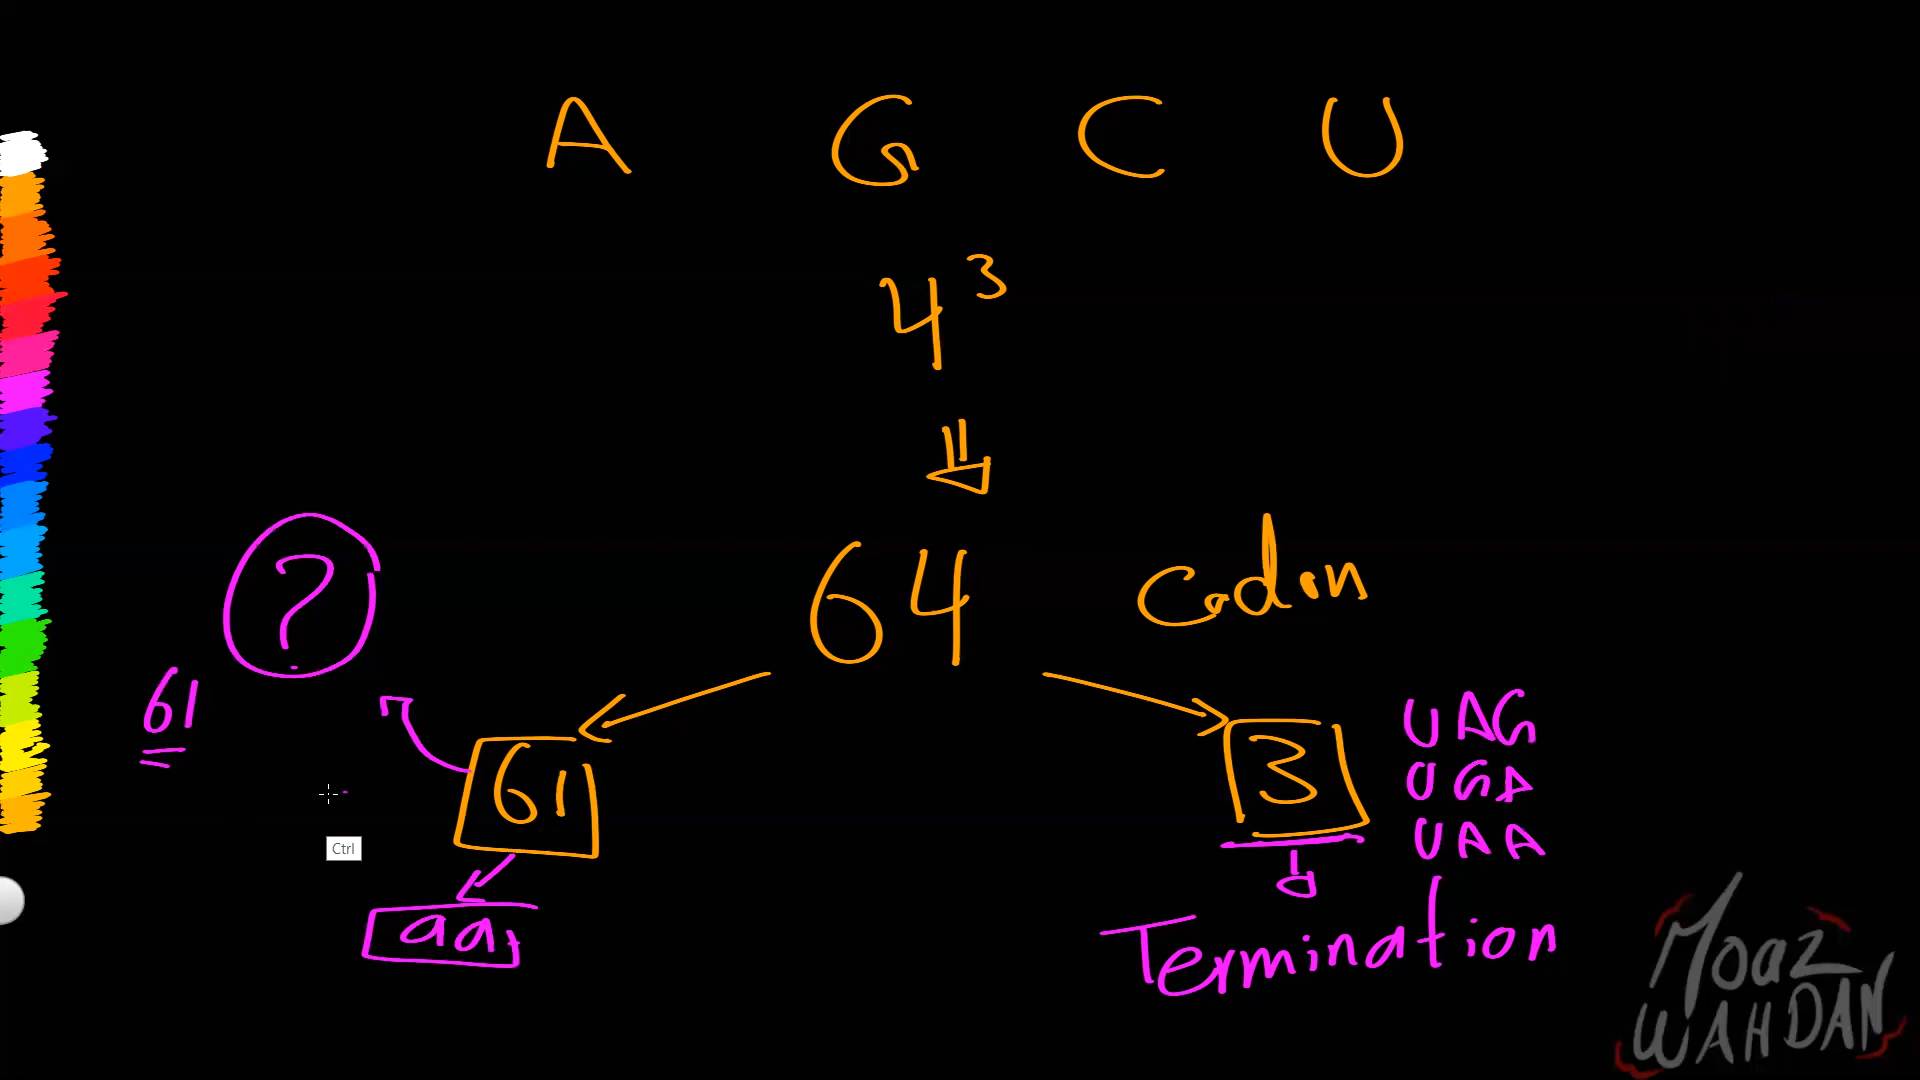 A G C U
4³
64 Codon
?
61
61
3
UAG
UGA
UAA
Ctrl
aa
Termination
MOAZ
WAHDAN